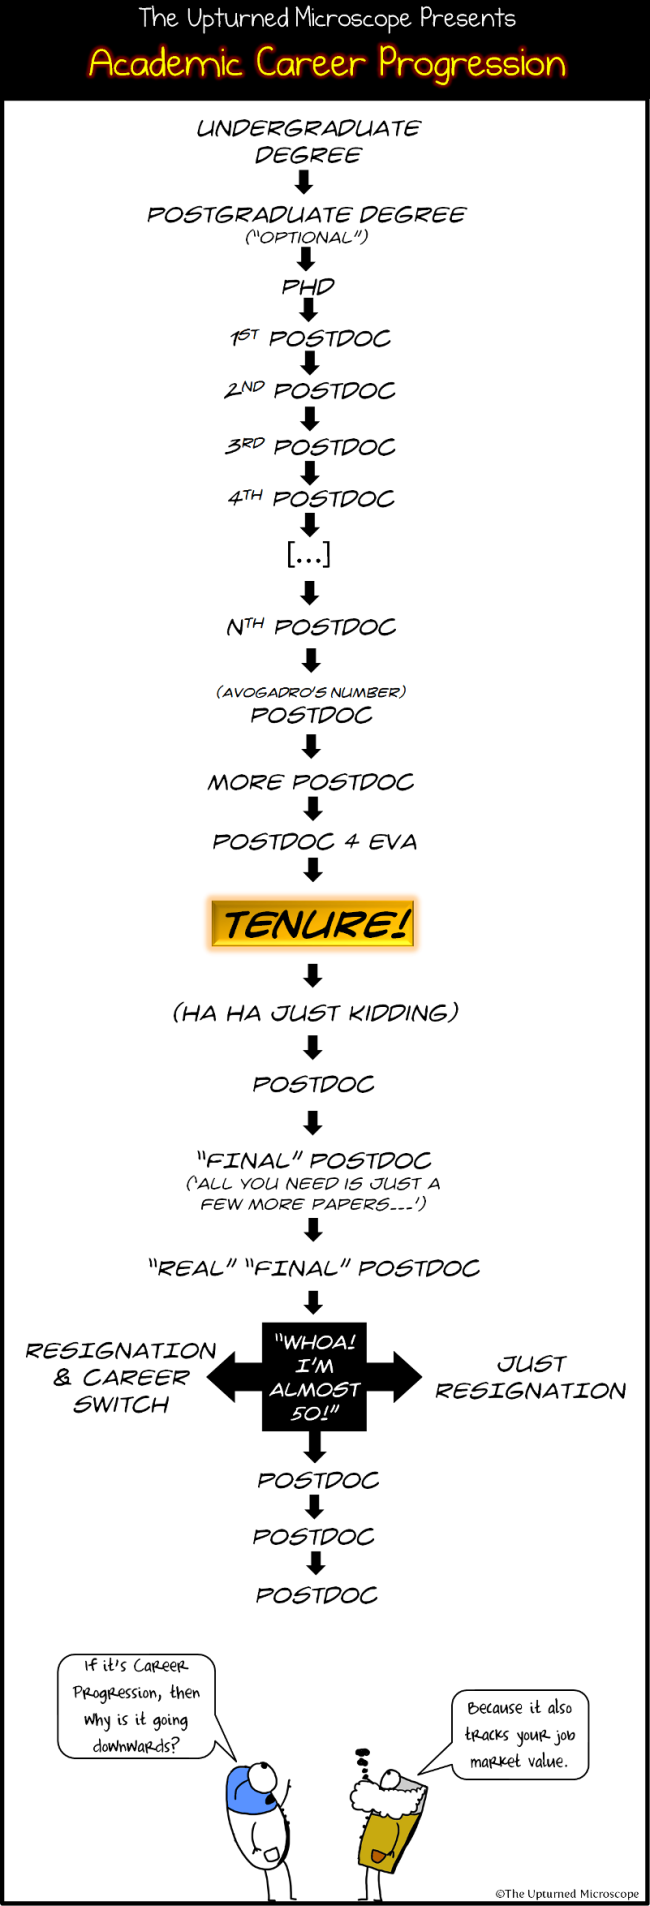 The Upturned Microscope Presents
Academic Career Progression
UNDERGRADUATE
DEGREE
POSTGRADUATE DEGREE
("OPTIONAL")
PHD
1ST POSTDOC
2ND POSTDOC
3RD POSTDOC
4TH POSTDOC
[...]
NTH POSTDOC
(AVOGADRO'S NUMBER)
POSTDOC
MORE POSTDOC
POSTDOC 4 EVA
TENURE!
(HA HA JUST KIDDING)
POSTDOC
"FINAL" POSTDOC
('ALL YOU NEED IS JUST A
FEW MORE PAPERS...')
"REAL" "FINAL" POSTDOC
RESIGNATION
& CAREER
SWITCH
"WHOA!
I'M
ALMOST
50!"
JUST
RESIGNATION
POSTDOC
POSTDOC
POSTDOC
If it's Career
Progression, then
why is it going
downwards?
Because it also
tracks your job
market value.
©The Upturned Microscope